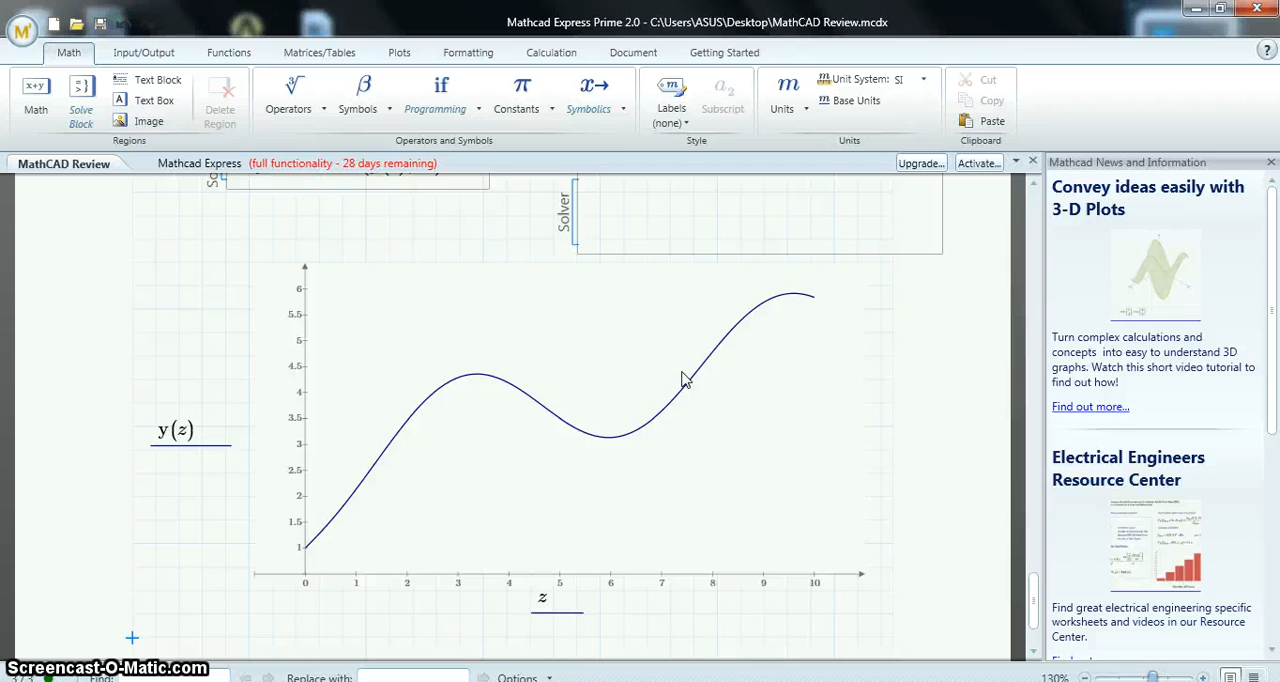 Mathcad Express Prime 2.0 - C:\Users\ASUS\Desktop\MathCAD Review.mcdx
Math Input/Output Functions Matrices/Tables Plots Formatting Calculation Document Getting Started
Math
Solve
Block
Text Block
Text Box
Image
Delete
Region
Regions
Operators
Symbols
if
Programming
π
Constants
Symbolics
Operators and Symbols
Labels
(none)
Subscript
Style
m
Units
Unit System: SI
Base Units
Units
Cut
Copy
Paste
Clipboard
MathCAD Review
Mathcad Express (full functionality - 28 days remaining)
Upgrade...
Activate...
Mathcad News and Information
Solver
y(z)
6
5.5
5
4.5
4
3.5
3
2.5
2
1.5
1
0 1 2 3 4 5 6 7 8 9 10
z
Convey ideas easily with
3-D Plots
Turn complex calculations and
concepts into easy to understand 3D
graphs. Watch this short video tutorial to
find out how!
Find out more...
Electrical Engineers
Resource Center
Find great electrical engineering specific
worksheets and videos in our Resource
Center.
Screencast-O-Matic.com
Find:
Replace with:
Options
130%